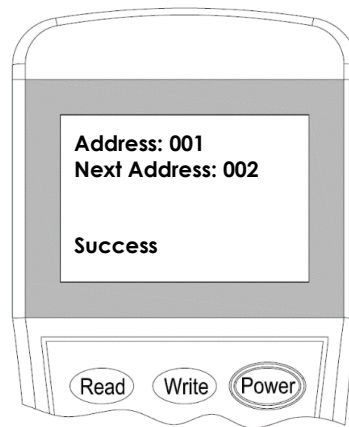 Address: 001
Next Address: 002
Success
Read Write Power